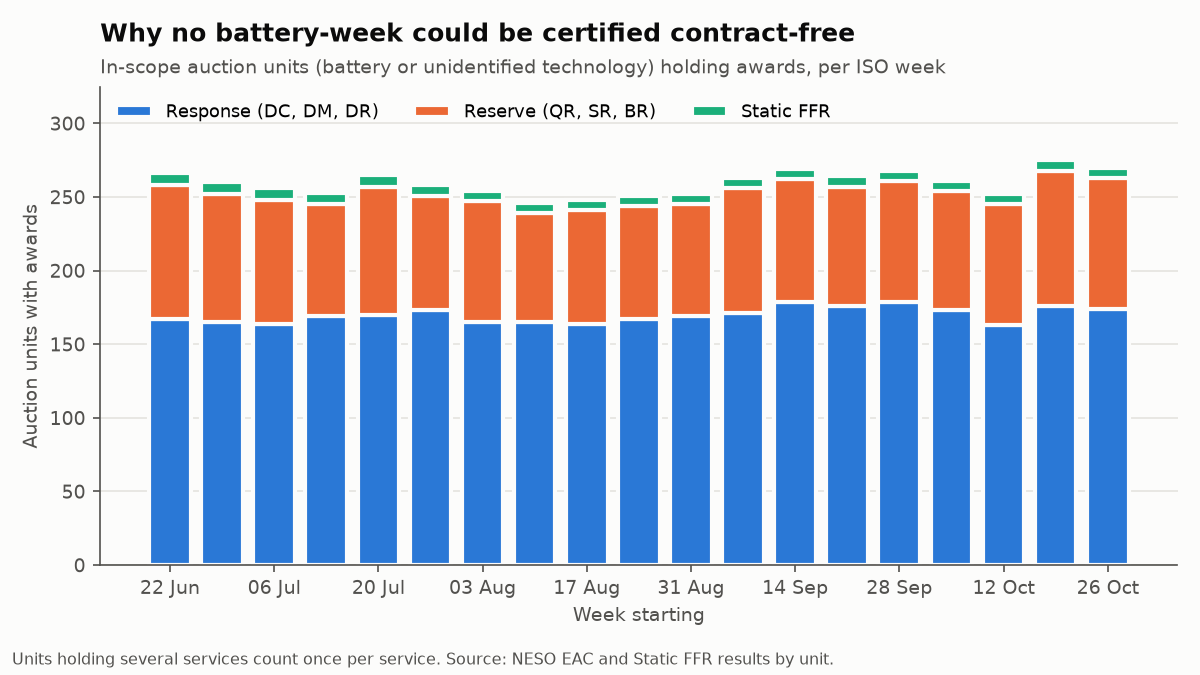 Why no battery-week could be certified contract-free
In-scope auction units (battery or unidentified technology) holding awards, per ISO week
Response (DC, DM, DR) Reserve (QR, SR, BR) Static FFR
Auction units with awards
300
250
200
150
100
50
0
22 Jun 06 Jul 20 Jul 03 Aug 17 Aug 31 Aug 14 Sep 28 Sep 12 Oct 26 Oct
Week starting
Units holding several services count once per service. Source: NESO EAC and Static FFR results by unit.